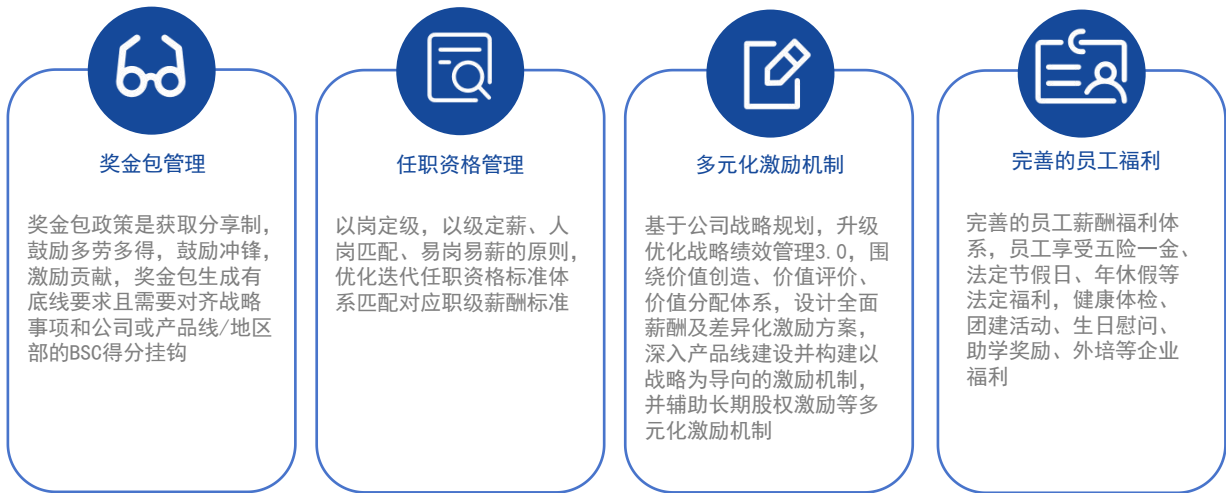 奖金包管理
奖金包政策是获取分享制，
鼓励多劳多得，鼓励冲锋，
激励贡献，奖金包生成有
底线要求且需要对齐战略
事项和公司或产品线/地区
部的BSC得分挂钩
任职资格管理
以岗定级，以级定薪、人
岗匹配、易岗易薪的原则，
优化迭代任职资格标准体
系匹配对应职级薪酬标准
多元化激励机制
基于公司战略规划，升级
优化战略绩效管理3.0，围
绕价值创造、价值评价、
价值分配体系，设计全面
薪酬及差异化激励方案，
深入产品线建设并构建以
战略为导向的激励机制，
并辅助长期股权激励等多
元化激励机制
完善的员工福利
完善的员工薪酬福利体
系，员工享受五险一金、
法定节假日、年休假等
法定福利，健康体检、
团建活动、生日慰问、
助学奖励、外培等企业
福利